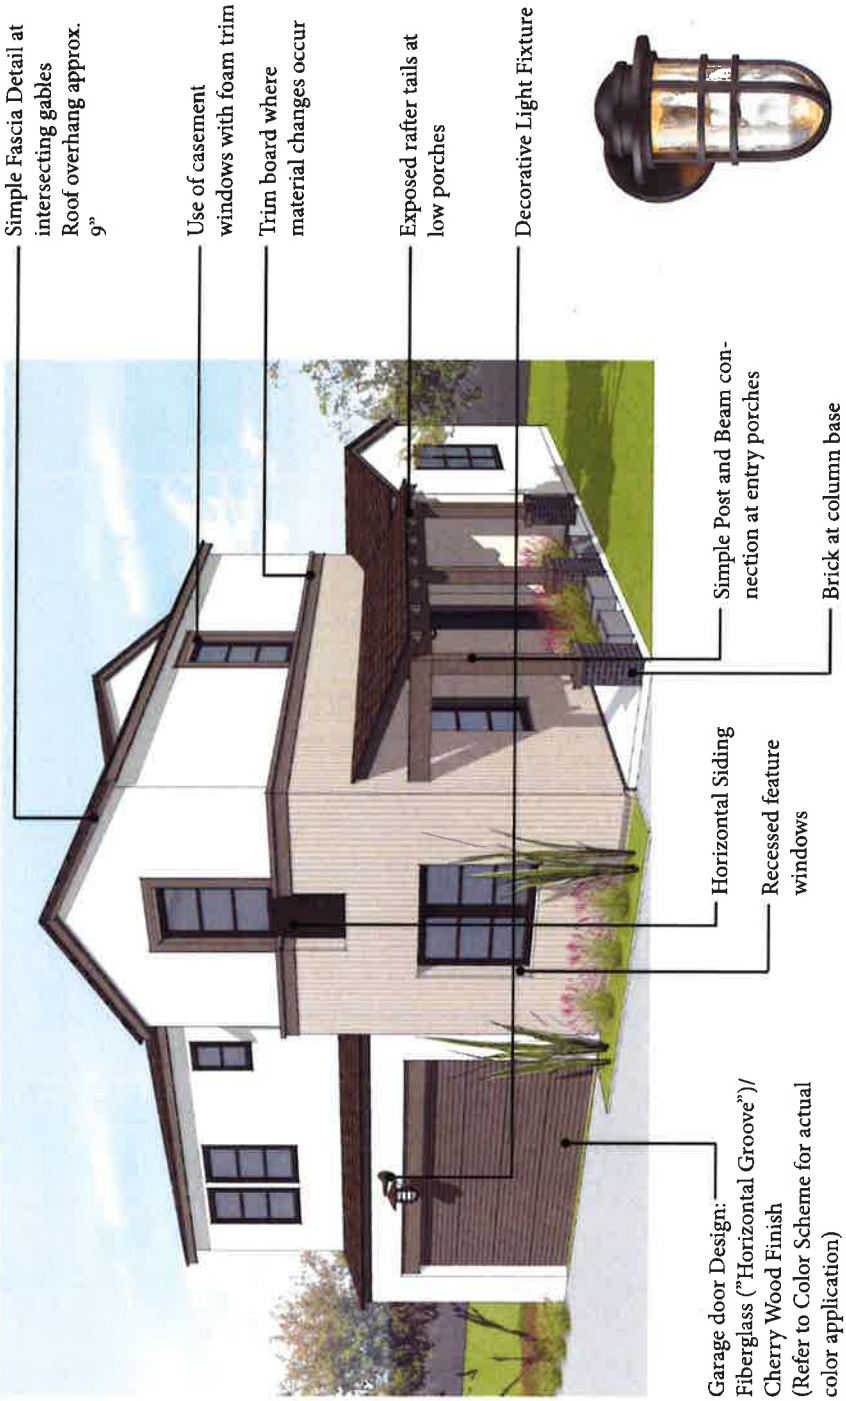 Simple Fascia Detail at
intersecting gables
Roof overhang approx.
9”
Use of casement
windows with foam trim
Trim board where
material changes occur
Exposed rafter tails at
low porches
Decorative Light Fixture
Garage door Design:
Fiberglass (”Horizontal Groove”)/
Cherry Wood Finish
(Refer to Color Scheme for actual
color application)
Horizontal Siding
Recessed feature
windows
Simple Post and Beam con-
nection at entry porches
Brick at column base